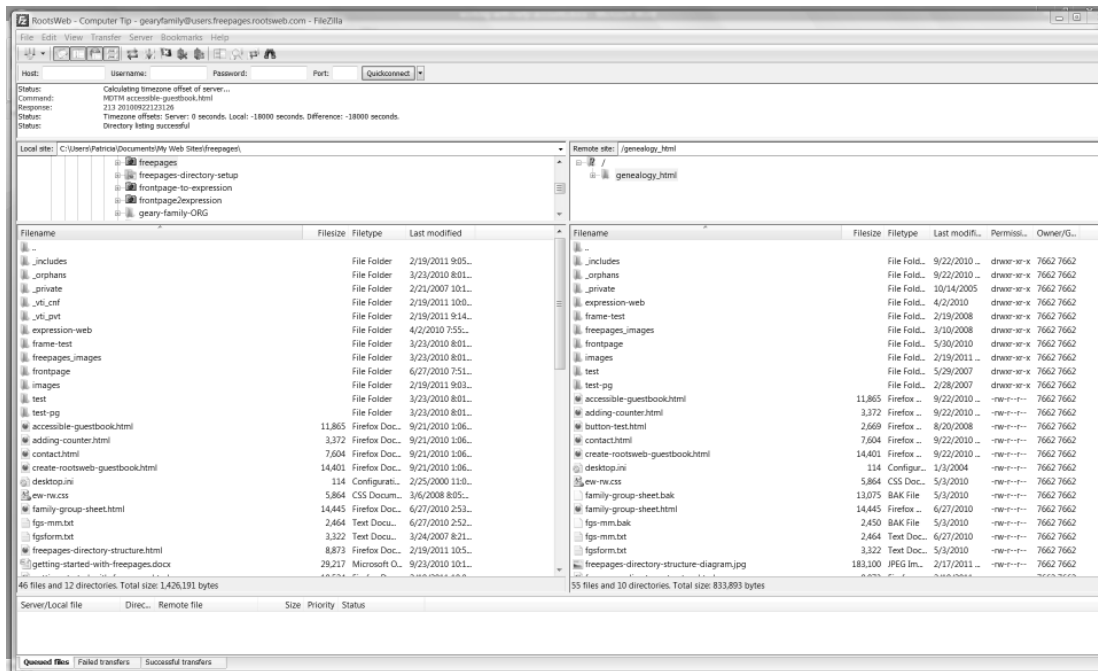 RootsWeb - Computer Tip - gearyfamily@users.freepages.rootsweb.com - FileZilla
File Edit View Transfer Server Bookmarks Help
Host: Username: Password: Port: Quickconnect
Status: Calculating timezone offset of server...
Command: MDTM accessible-guestbook.html
Response: 213 20100922123126
Status: Timezone offsets: Server: 0 seconds. Local: -18000 seconds. Difference: -18000 seconds.
Status: Directory listing successful
Local site: C:\Users\Patricia\Documents\My Web Sites\freepages\
freepages
freepages-directory-setup
frontpage-to-expression
frontpage2expression
geary-family-ORG
Remote site: /genealogy_html
/
genealogy_html
Filename Filesize Filetype Last modified
..
_includes File Folder 2/19/2011 9:05...
_orphans File Folder 3/23/2010 8:01...
_private File Folder 2/21/2007 10:1...
_vti_cnf File Folder 2/19/2011 10:0...
_vti_pvt File Folder 2/19/2011 9:14...
expression-web File Folder 4/2/2010 7:55:...
frame-test File Folder 3/23/2010 8:01...
freepages_images File Folder 3/23/2010 8:01...
frontpage File Folder 6/27/2010 7:51...
images File Folder 2/19/2011 9:03...
test File Folder 3/23/2010 8:01...
test-pg File Folder 3/23/2010 8:01...
accessible-guestbook.html 11,865 Firefox Doc... 9/21/2010 1:06...
adding-counter.html 3,372 Firefox Doc... 9/21/2010 1:06...
contact.html 7,604 Firefox Doc... 9/21/2010 1:06...
create-rootsweb-guestbook.html 14,401 Firefox Doc... 9/21/2010 1:06...
desktop.ini 114 Configurati... 2/25/2000 11:0...
ew-rw.css 5,864 CSS Docum... 3/6/2008 8:05:...
family-group-sheet.html 14,445 Firefox Doc... 6/27/2010 2:53...
fgs-mm.txt 2,464 Text Docu... 6/27/2010 2:52...
fgsform.txt 3,322 Text Docu... 3/24/2007 8:21...
freepages-directory-structure.html 8,873 Firefox Doc... 2/19/2011 10:5...
getting-started-with-freepages.docx 29,217 Microsoft O... 9/23/2010 10:1...
46 files and 12 directories. Total size: 1,426,191 bytes
Filename Filesize Filetype Last modifi... Permissi... Owner/G...
..
_includes File Fold... 9/22/2010 ... drwxr-xr-x 7662 7662
_orphans File Fold... 9/22/2010 ... drwxr-xr-x 7662 7662
_private File Fold... 10/14/2005 drwxr-xr-x 7662 7662
expression-web File Fold... 4/2/2010 drwxr-xr-x 7662 7662
frame-test File Fold... 2/19/2008 drwxr-xr-x 7662 7662
freepages_images File Fold... 3/10/2008 drwxr-xr-x 7662 7662
frontpage File Fold... 5/30/2010 drwxr-xr-x 7662 7662
images File Fold... 2/19/2011 ... drwxr-xr-x 7662 7662
test File Fold... 5/29/2007 drwxr-xr-x 7662 7662
test-pg File Fold... 2/28/2007 drwxr-xr-x 7662 7662
accessible-guestbook.html 11,865 Firefox ... 9/22/2010 ... -rw-r--r-- 7662 7662
adding-counter.html 3,372 Firefox ... 9/22/2010 ... -rw-r--r-- 7662 7662
button-test.html 2,669 Firefox ... 8/20/2008 -rw-r--r-- 7662 7662
contact.html 7,604 Firefox ... 9/22/2010 ... -rw-r--r-- 7662 7662
create-rootsweb-guestbook.html 14,401 Firefox ... 9/22/2010 ... -rw-r--r-- 7662 7662
desktop.ini 114 Configur... 1/3/2004 -rw-r--r-- 7662 7662
ew-rw.css 5,864 CSS Doc... 5/3/2010 -rw-r--r-- 7662 7662
family-group-sheet.bak 13,075 BAK File 5/3/2010 -rw-r--r-- 7662 7662
family-group-sheet.html 14,445 Firefox ... 6/27/2010 -rw-r--r-- 7662 7662
fgs-mm.bak 2,450 BAK File 5/3/2010 -rw-r--r-- 7662 7662
fgs-mm.txt 2,464 Text Doc... 6/27/2010 -rw-r--r-- 7662 7662
fgsform.txt 3,322 Text Doc... 5/3/2010 -rw-r--r-- 7662 7662
freepages-directory-structure-diagram.jpg 183,100 JPEG Im... 2/17/2011 ... -rw-r--r-- 7662 7662
55 files and 10 directories. Total size: 833,893 bytes
Server/Local file Direc... Remote file Size Priority Status
Queued files Failed transfers Successful transfers